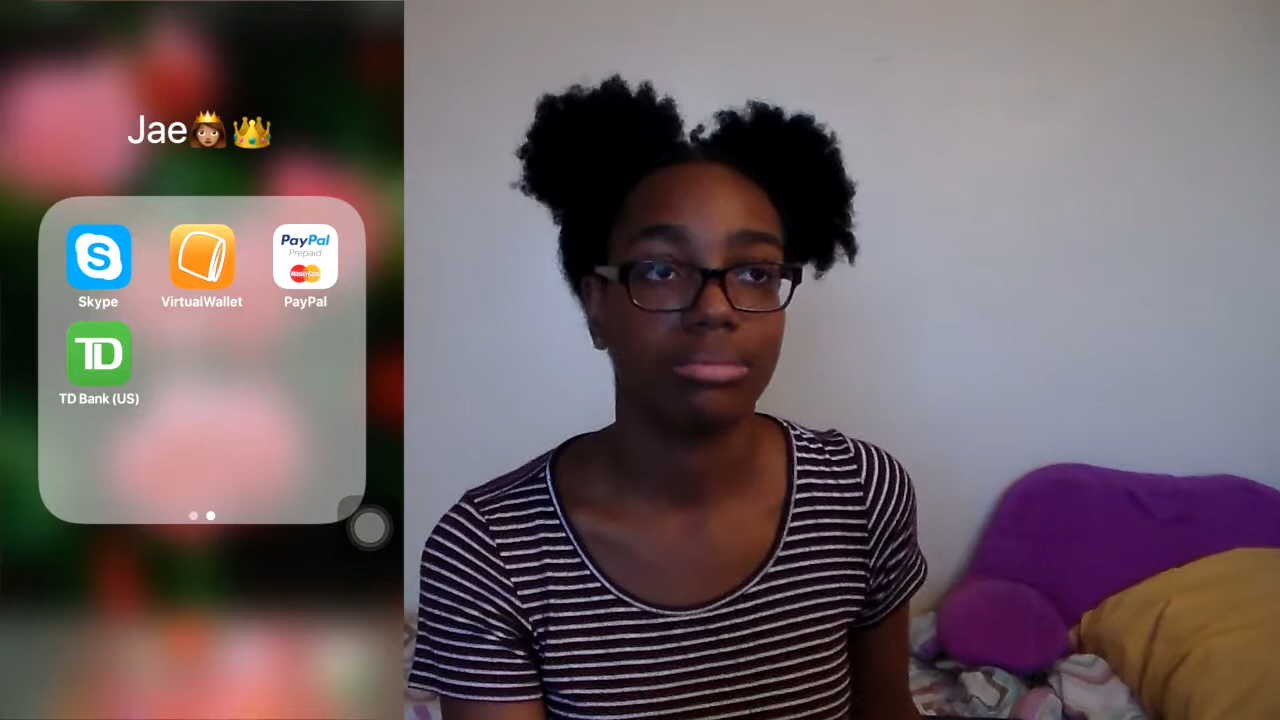 Jae👸🏽👑
Skype
VirtualWallet
PayPal
Prepaid
MasterCard
PayPal
TD
TD Bank (US)